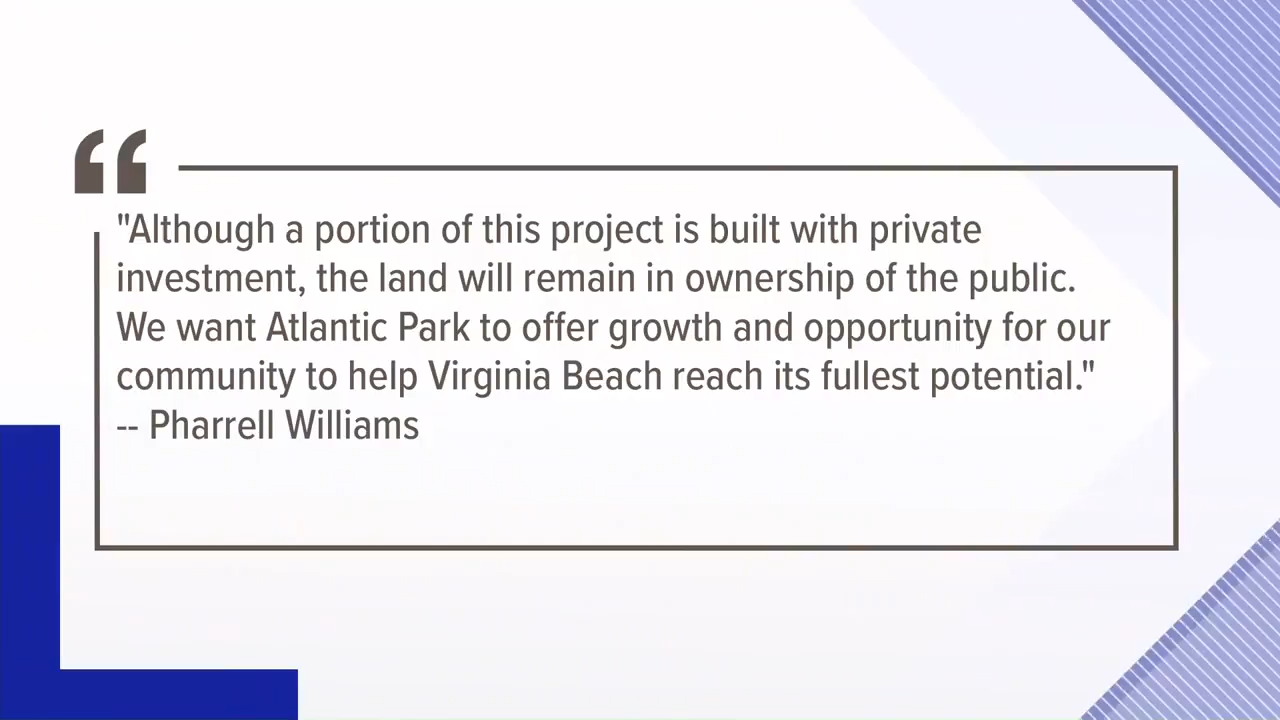 "Although a portion of this project is built with private
investment, the land will remain in ownership of the public.
We want Atlantic Park to offer growth and opportunity for our
community to help Virginia Beach reach its fullest potential."
-- Pharrell Williams